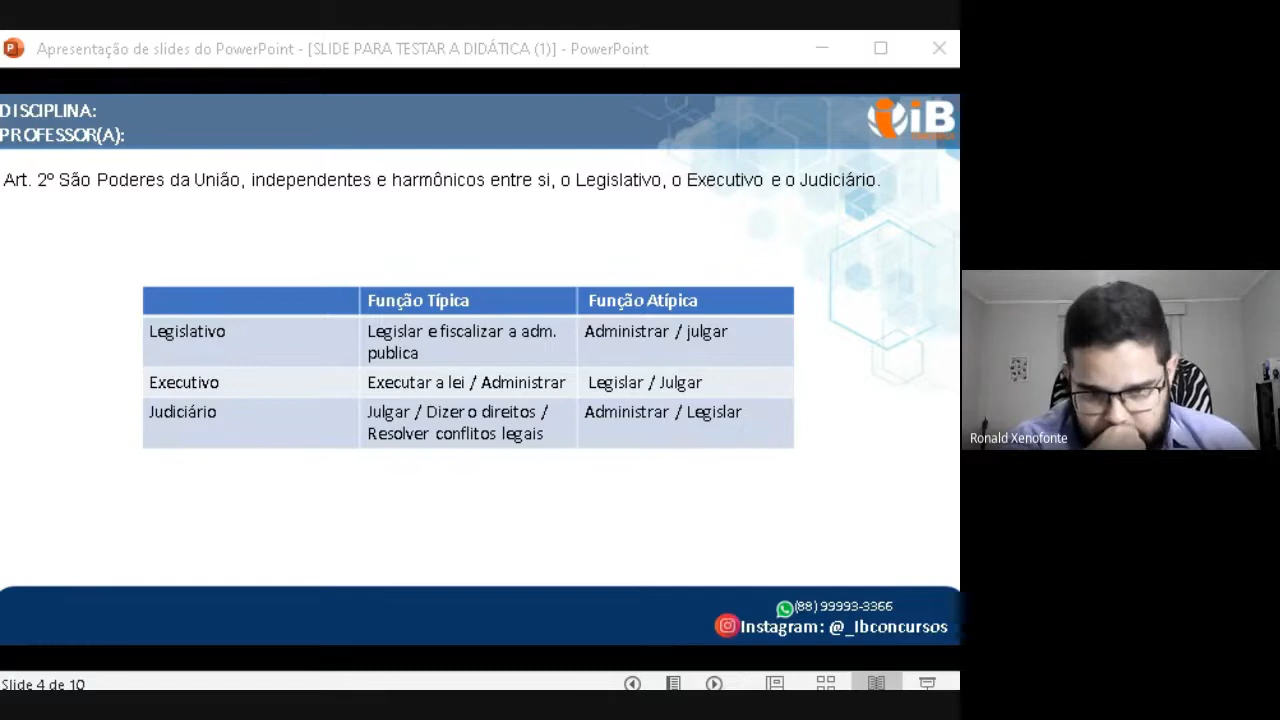 Apresentação de slides do PowerPoint - [SLIDE PARA TESTAR A DIDÁTICA (1)] - PowerPoint
DISCIPLINA:
PROFESSOR(A):
iB
Art. 2º São Poderes da União, independentes e harmônicos entre si, o Legislativo, o Executivo e o Judiciário.
Função Típica Função Atípica
Legislativo Legislar e fiscalizar a adm. publica Administrar / julgar
Executivo Executar a lei / Administrar Legislar / Julgar
Judiciário Julgar / Dizer o direitos / Resolver conflitos legais Administrar / Legislar
Ronald Xenofonte
(88) 99993-3366
Instagram: @_Ibconcursos
Slide 4 de 10